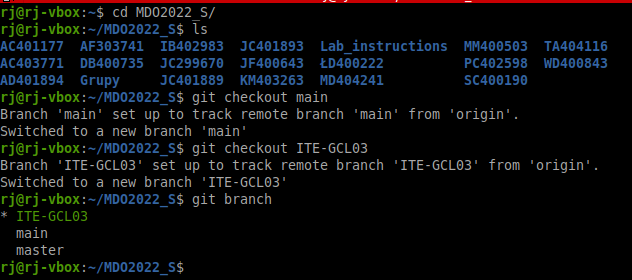 rj@rj-vbox:~$ cd MDO2022_S/
rj@rj-vbox:~/MDO2022_S$ ls
AC401177  AF303741  IB402983  JC401893  Lab_instructions  MM400503  TA404116
AC403771  DB400735  JC299670  JF400643  ŁD400222          PC402598  WD400843
AD401894  Grupy     JC401889  KM403263  MD404241          SC400190
rj@rj-vbox:~/MDO2022_S$ git checkout main
Branch 'main' set up to track remote branch 'main' from 'origin'.
Switched to a new branch 'main'
rj@rj-vbox:~/MDO2022_S$ git checkout ITE-GCL03
Branch 'ITE-GCL03' set up to track remote branch 'ITE-GCL03' from 'origin'.
Switched to a new branch 'ITE-GCL03'
rj@rj-vbox:~/MDO2022_S$ git branch
* ITE-GCL03
  main
  master
rj@rj-vbox:~/MDO2022_S$